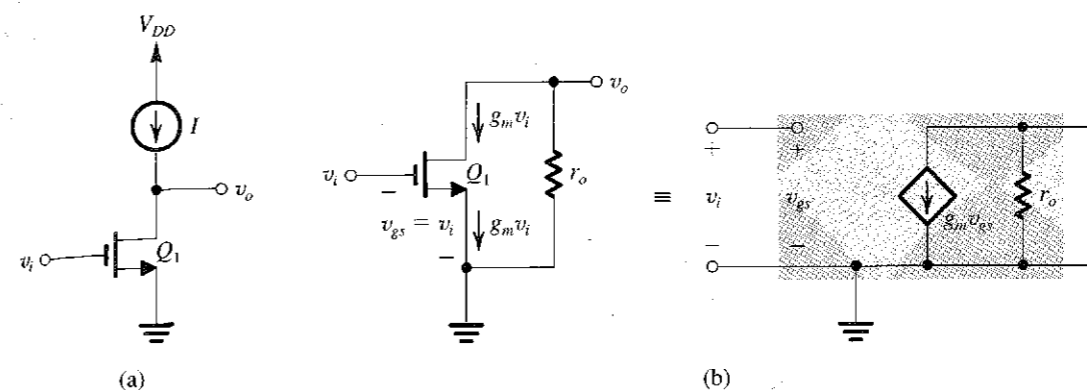 V_DD
I
v_o
v_i
Q_1
(a)
v_o
g_m v_i
v_i
−
Q_1
r_o
v_gs = v_i
g_m v_i
−
≡
+
+
v_i
v_gs
g_m v_gs
r_o
−
−
(b)